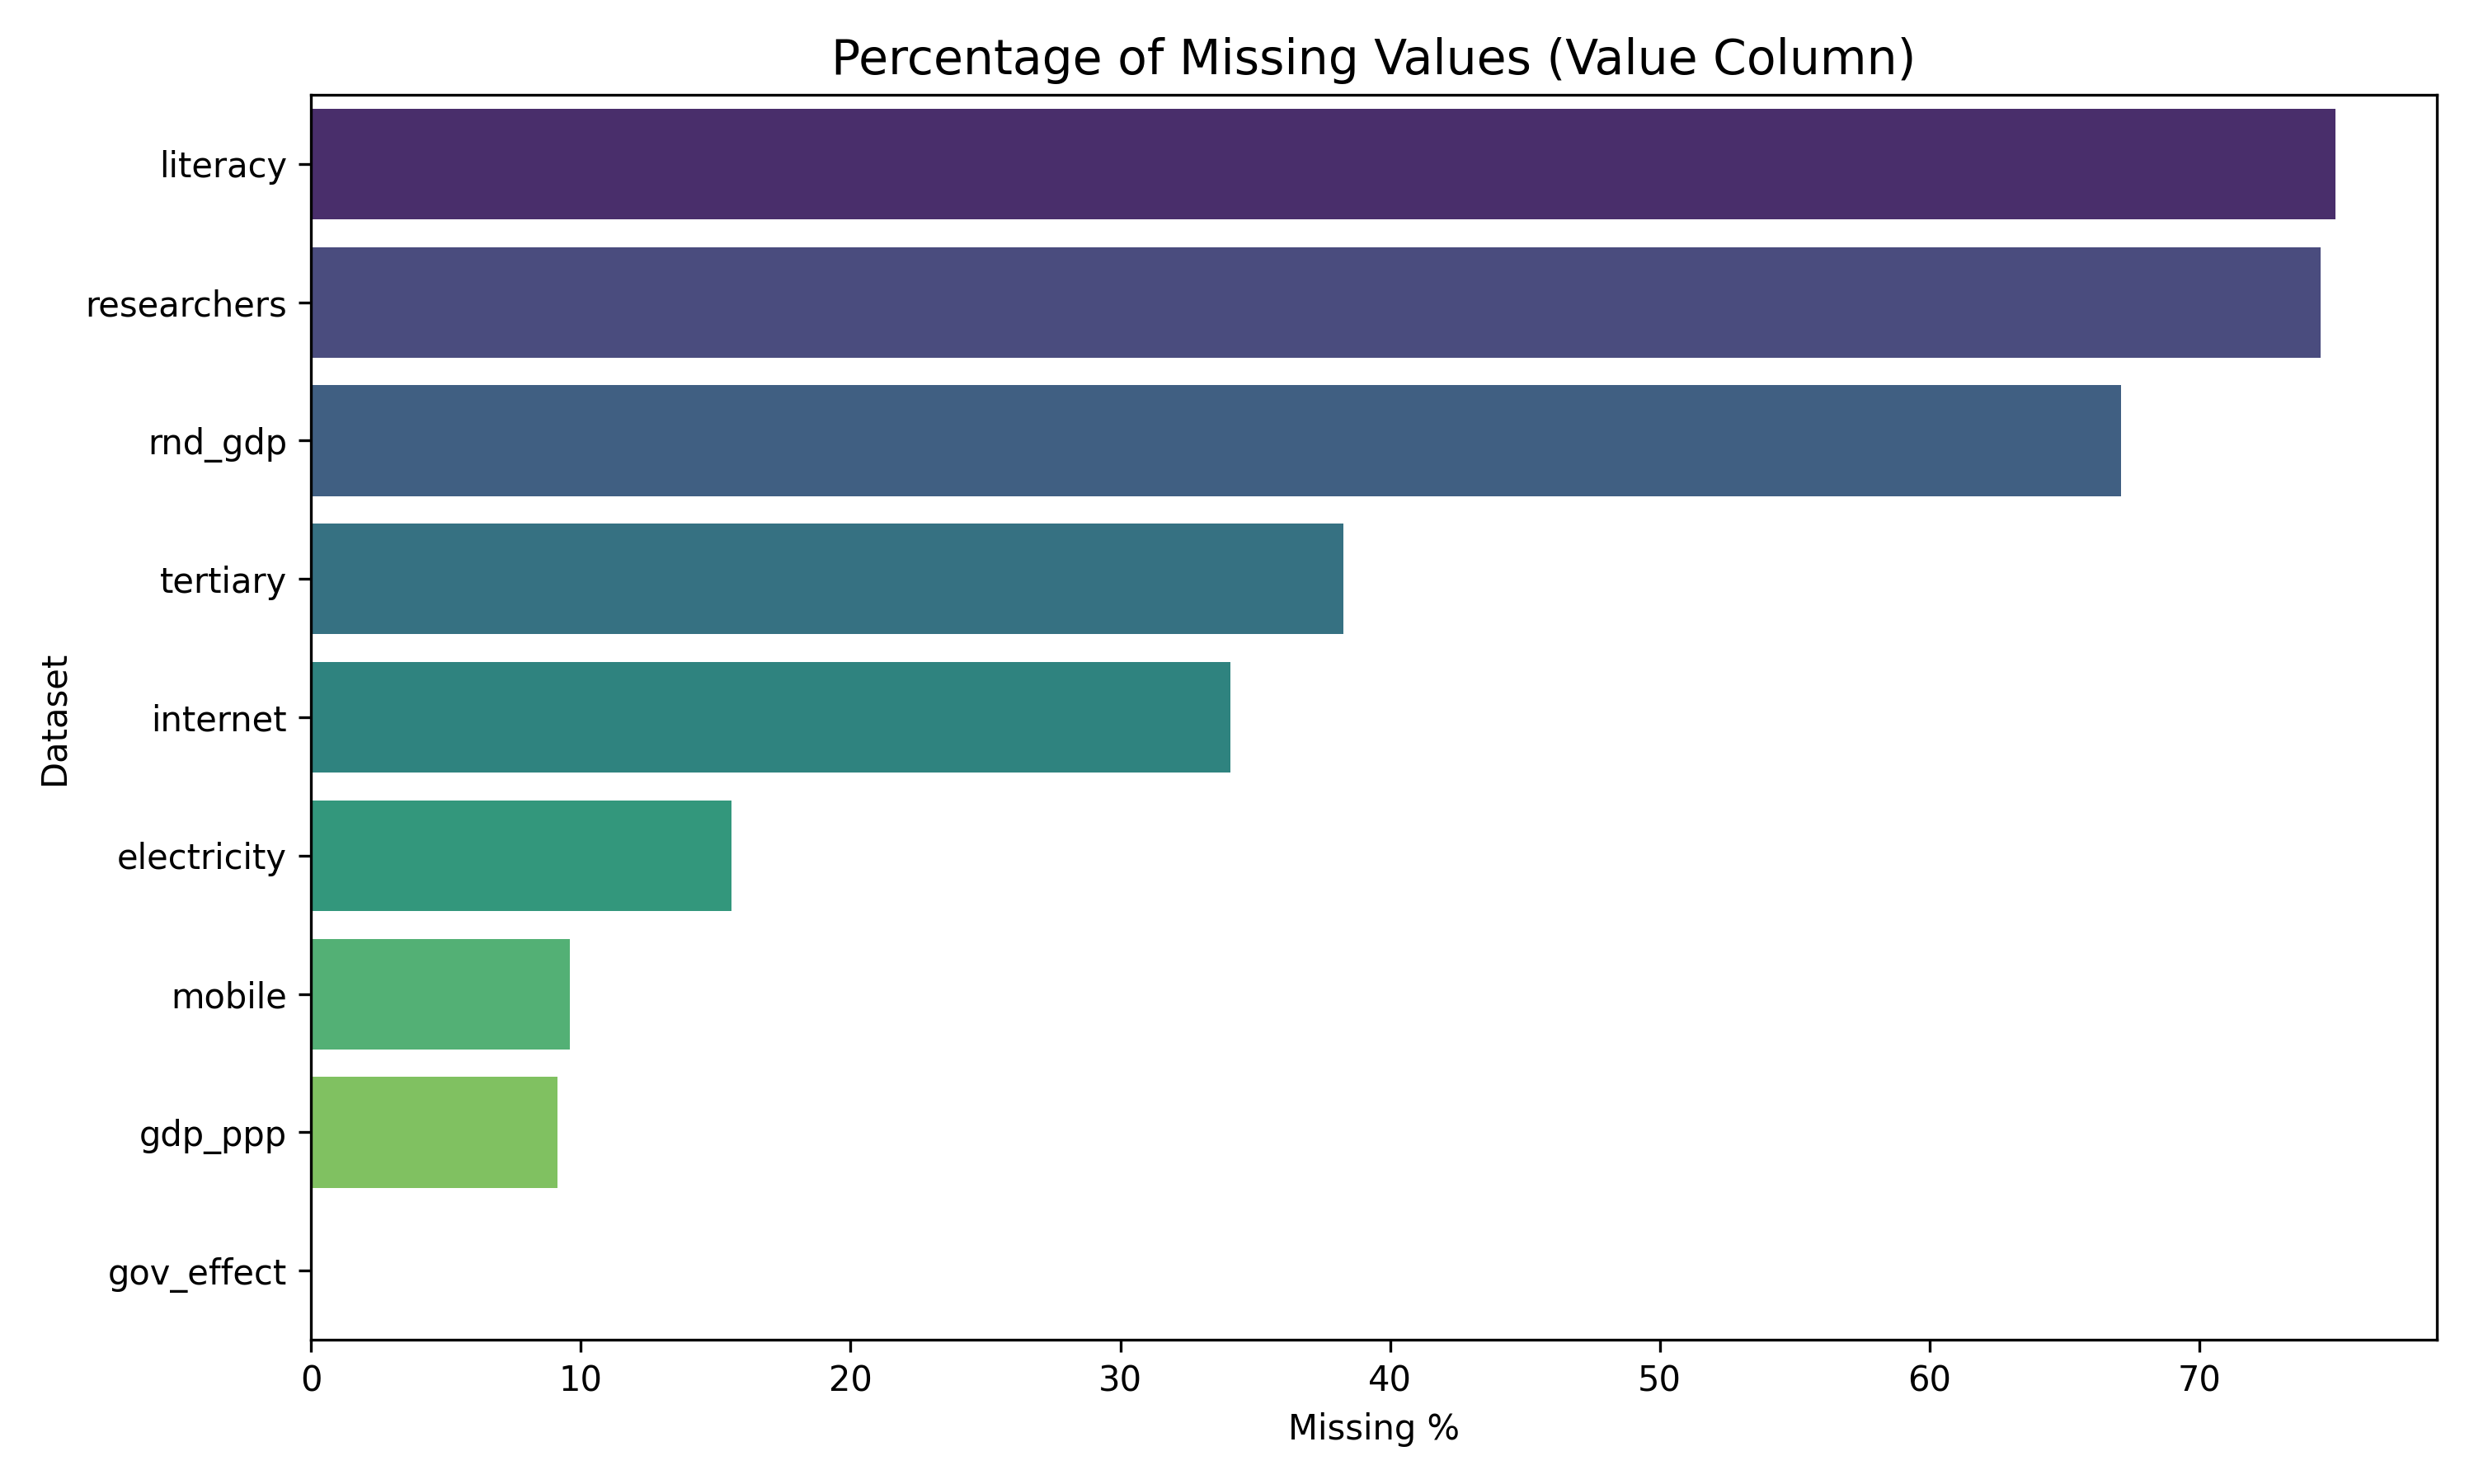 Percentage of Missing Values (Value Column)
literacy
researchers
rnd_gdp
tertiary
internet
electricity
mobile
gdp_ppp
gov_effect
Dataset
0 10 20 30 40 50 60 70
Missing %